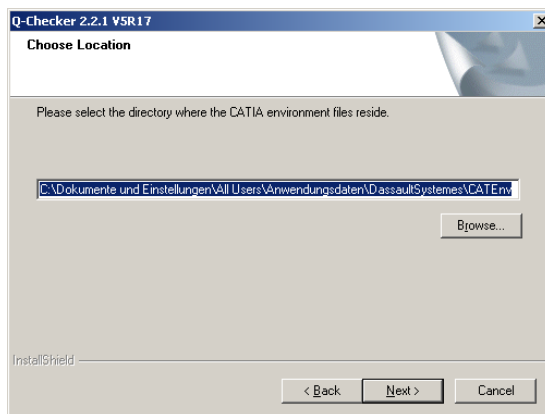 Q-Checker 2.2.1 V5R17
Choose Location
Please select the directory where the CATIA environment files reside.
C:\Dokumente und Einstellungen\All Users\Anwendungsdaten\DassaultSystemes\CATEnv
Browse...
InstallShield
< Back
Next >
Cancel